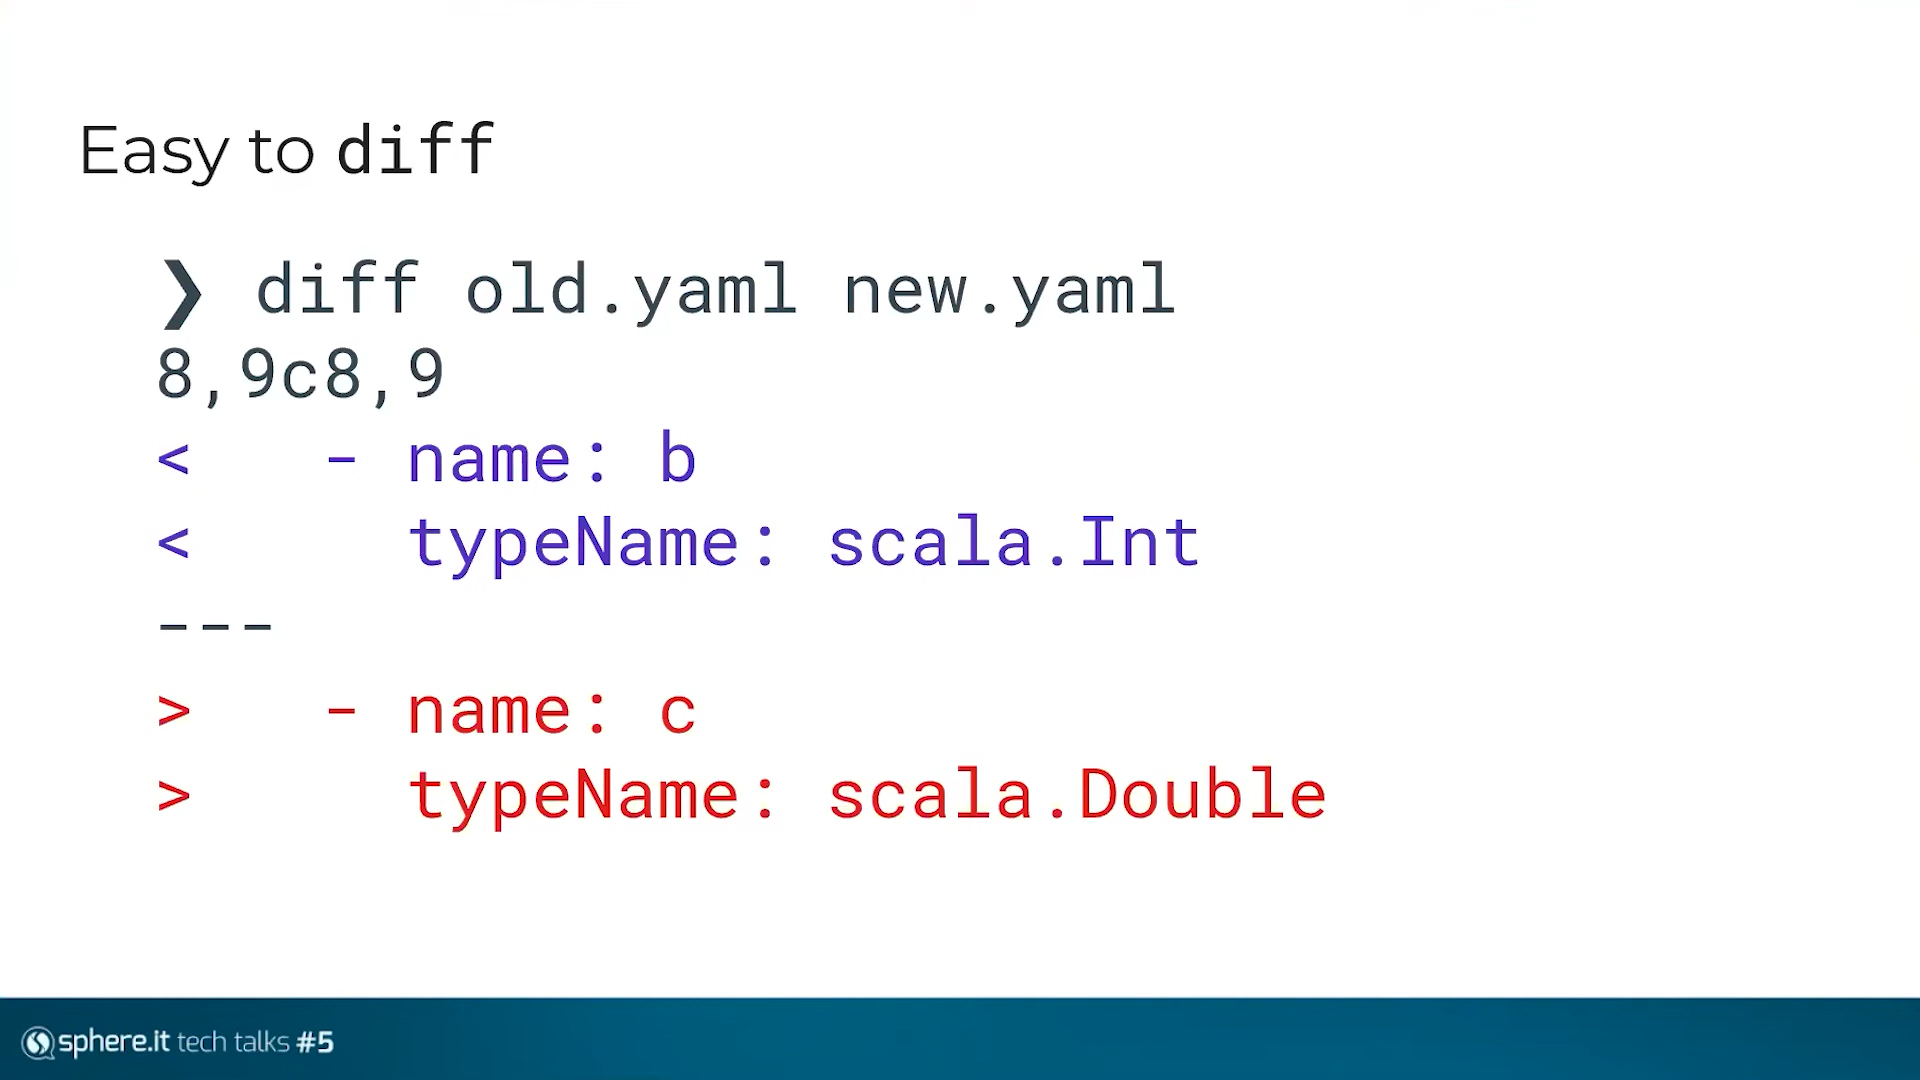 Easy to diff
❯ diff old.yaml new.yaml
8,9c8,9
<   - name: b
<     typeName: scala.Int
---
>   - name: c
>     typeName: scala.Double
sphere.it tech talks #5